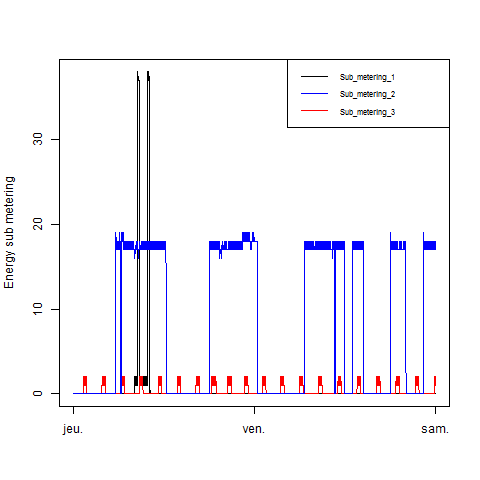 Sub_metering_1
Sub_metering_2
Sub_metering_3
Energy sub metering
30
20
10
0
jeu.
ven.
sam.